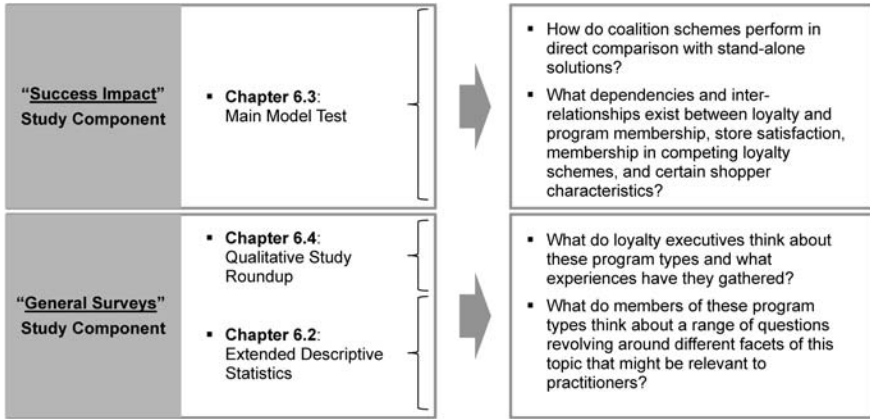 “Success Impact”
Study Component
▪ Chapter 6.3:
Main Model Test
▪ How do coalition schemes perform in
direct comparison with stand-alone
solutions?
▪ What dependencies and inter-
relationships exist between loyalty and
program membership, store satisfaction,
membership in competing loyalty
schemes, and certain shopper
characteristics?
“General Surveys”
Study Component
▪ Chapter 6.4:
Qualitative Study
Roundup
▪ Chapter 6.2:
Extended Descriptive
Statistics
▪ What do loyalty executives think about
these program types and what
experiences have they gathered?
▪ What do members of these program
types think about a range of questions
revolving around different facets of this
topic that might be relevant to
practitioners?